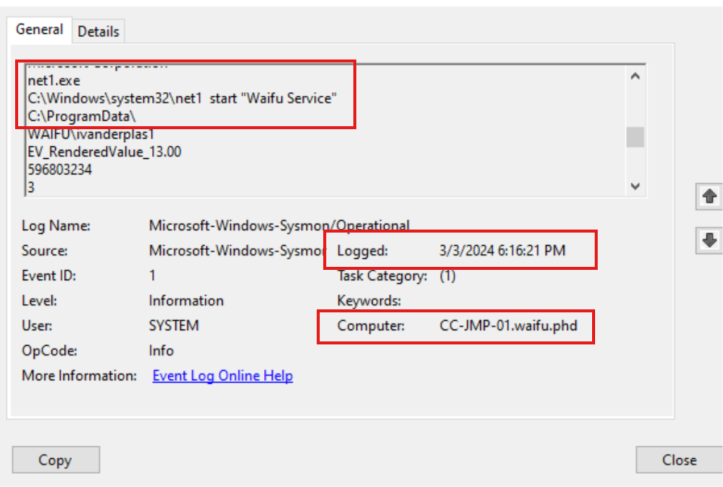 General Details
net1.exe
C:\Windows\system32\net1 start "Waifu Service"
C:\ProgramData\
WAIFU\ivanderplas1
EV_RenderedValue_13.00
596803234
3
Log Name: Microsoft-Windows-Sysmon/Operational
Source: Microsoft-Windows-Sysmon Logged: 3/3/2024 6:16:21 PM
Event ID: 1 Task Category: (1)
Level: Information Keywords:
User: SYSTEM Computer: CC-JMP-01.waifu.phd
OpCode: Info
More Information: Event Log Online Help
Copy Close